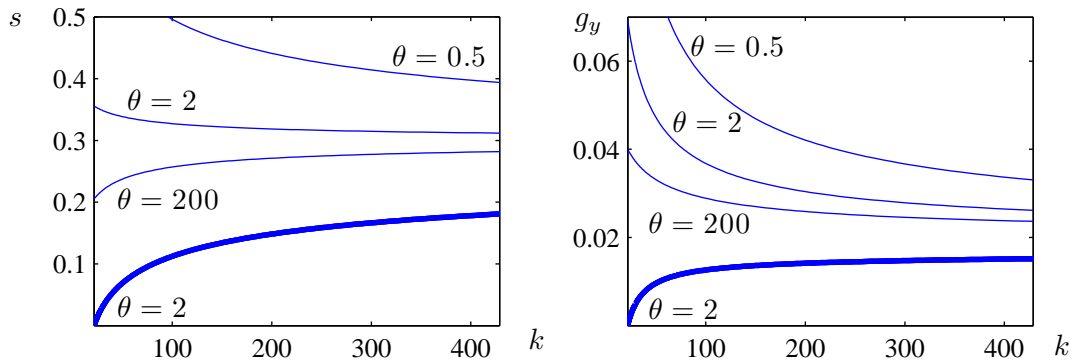 s
0.5
0.4
0.3
0.2
0.1
θ = 0.5
θ = 2
θ = 200
θ = 2
100 200 300 400 k
g_y
0.06
0.04
0.02
θ = 0.5
θ = 2
θ = 200
θ = 2
100 200 300 400 k